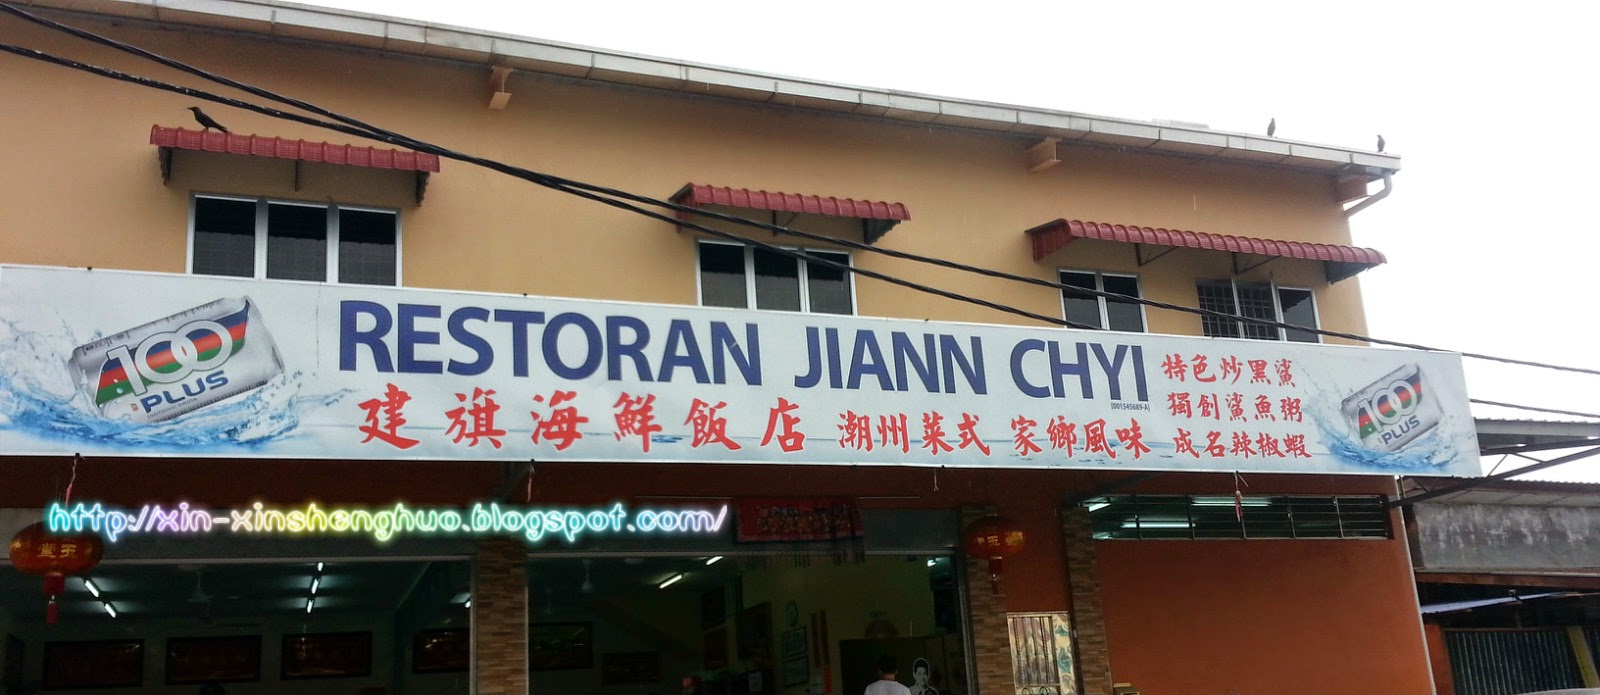 100
PLUS
RESTORAN JIANN CHYI
(001545689-A)
建旗海鮮飯店 潮州菜式 家鄉風味
特色炒黑鯊
獨創鯊魚粥
成名辣椒蝦
100
PLUS
http://xin-xinshenghuo.blogspot.com/